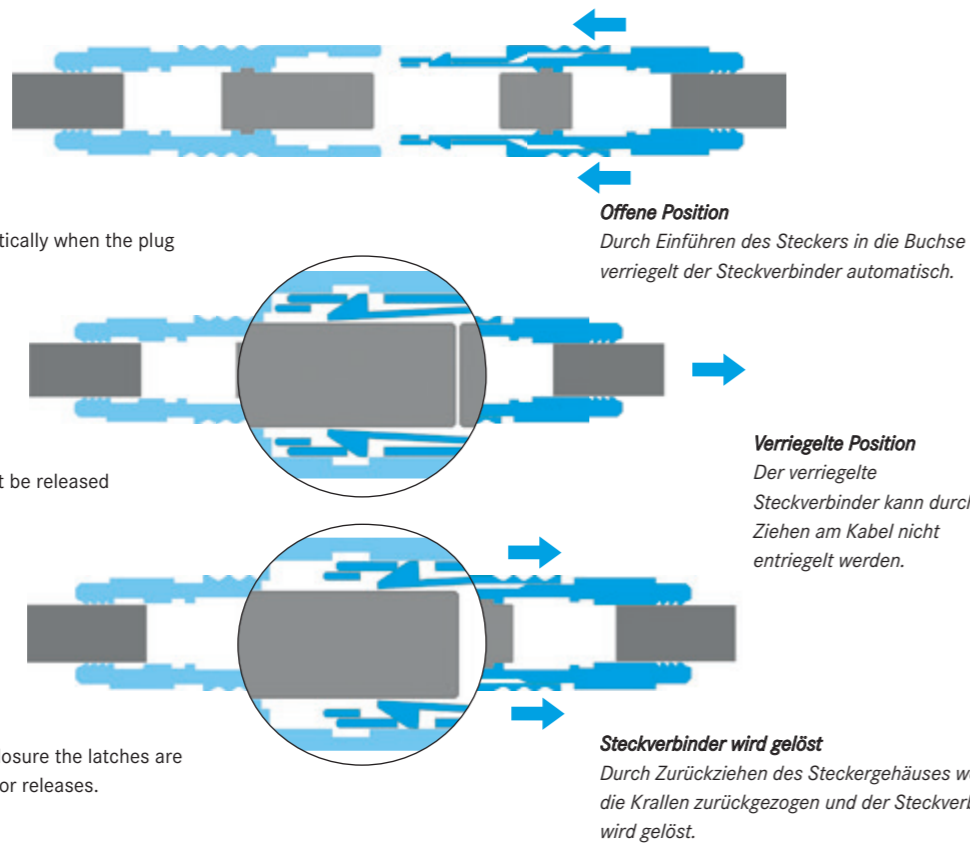 Offene Position
Durch Einführen des Steckers in die Buchse
verriegelt der Steckverbinder automatisch.
tically when the plug
Verriegelte Position
Der verriegelte
Steckverbinder kann durch
Ziehen am Kabel nicht
entriegelt werden.
t be released
losure the latches are
or releases.
Steckverbinder wird gelöst
Durch Zurückziehen des Steckergehäuses we
die Krallen zurückgezogen und der Steckverb
wird gelöst.